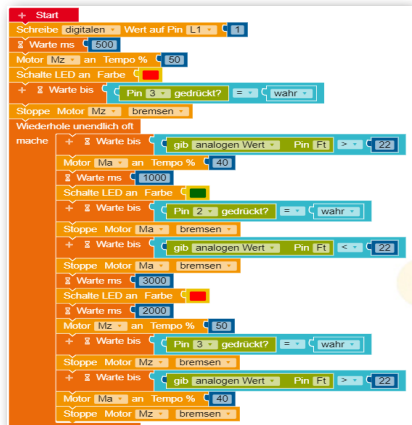 + Start
Schreibe digitalen Wert auf Pin L1 1
Warte ms 500
Motor Mz an Tempo % 50
Schalte LED an Farbe
+ Warte bis Pin 3 gedrückt? = wahr
Stoppe Motor Mz bremsen
Wiederhole unendlich oft
mache + Warte bis gib analogen Wert Pin Ft > 22
Motor Ma an Tempo % 40
Warte ms 1000
Schalte LED an Farbe
+ Warte bis Pin 2 gedrückt? = wahr
Stoppe Motor Ma bremsen
+ Warte bis gib analogen Wert Pin Ft < 22
Stoppe Motor Ma bremsen
Warte ms 3000
Schalte LED an Farbe
Warte ms 2000
Motor Mz an Tempo % 50
+ Warte bis Pin 3 gedrückt? = wahr
Stoppe Motor Mz bremsen
+ Warte bis gib analogen Wert Pin Ft > 22
Motor Ma an Tempo % 40
Stoppe Motor Mz bremsen